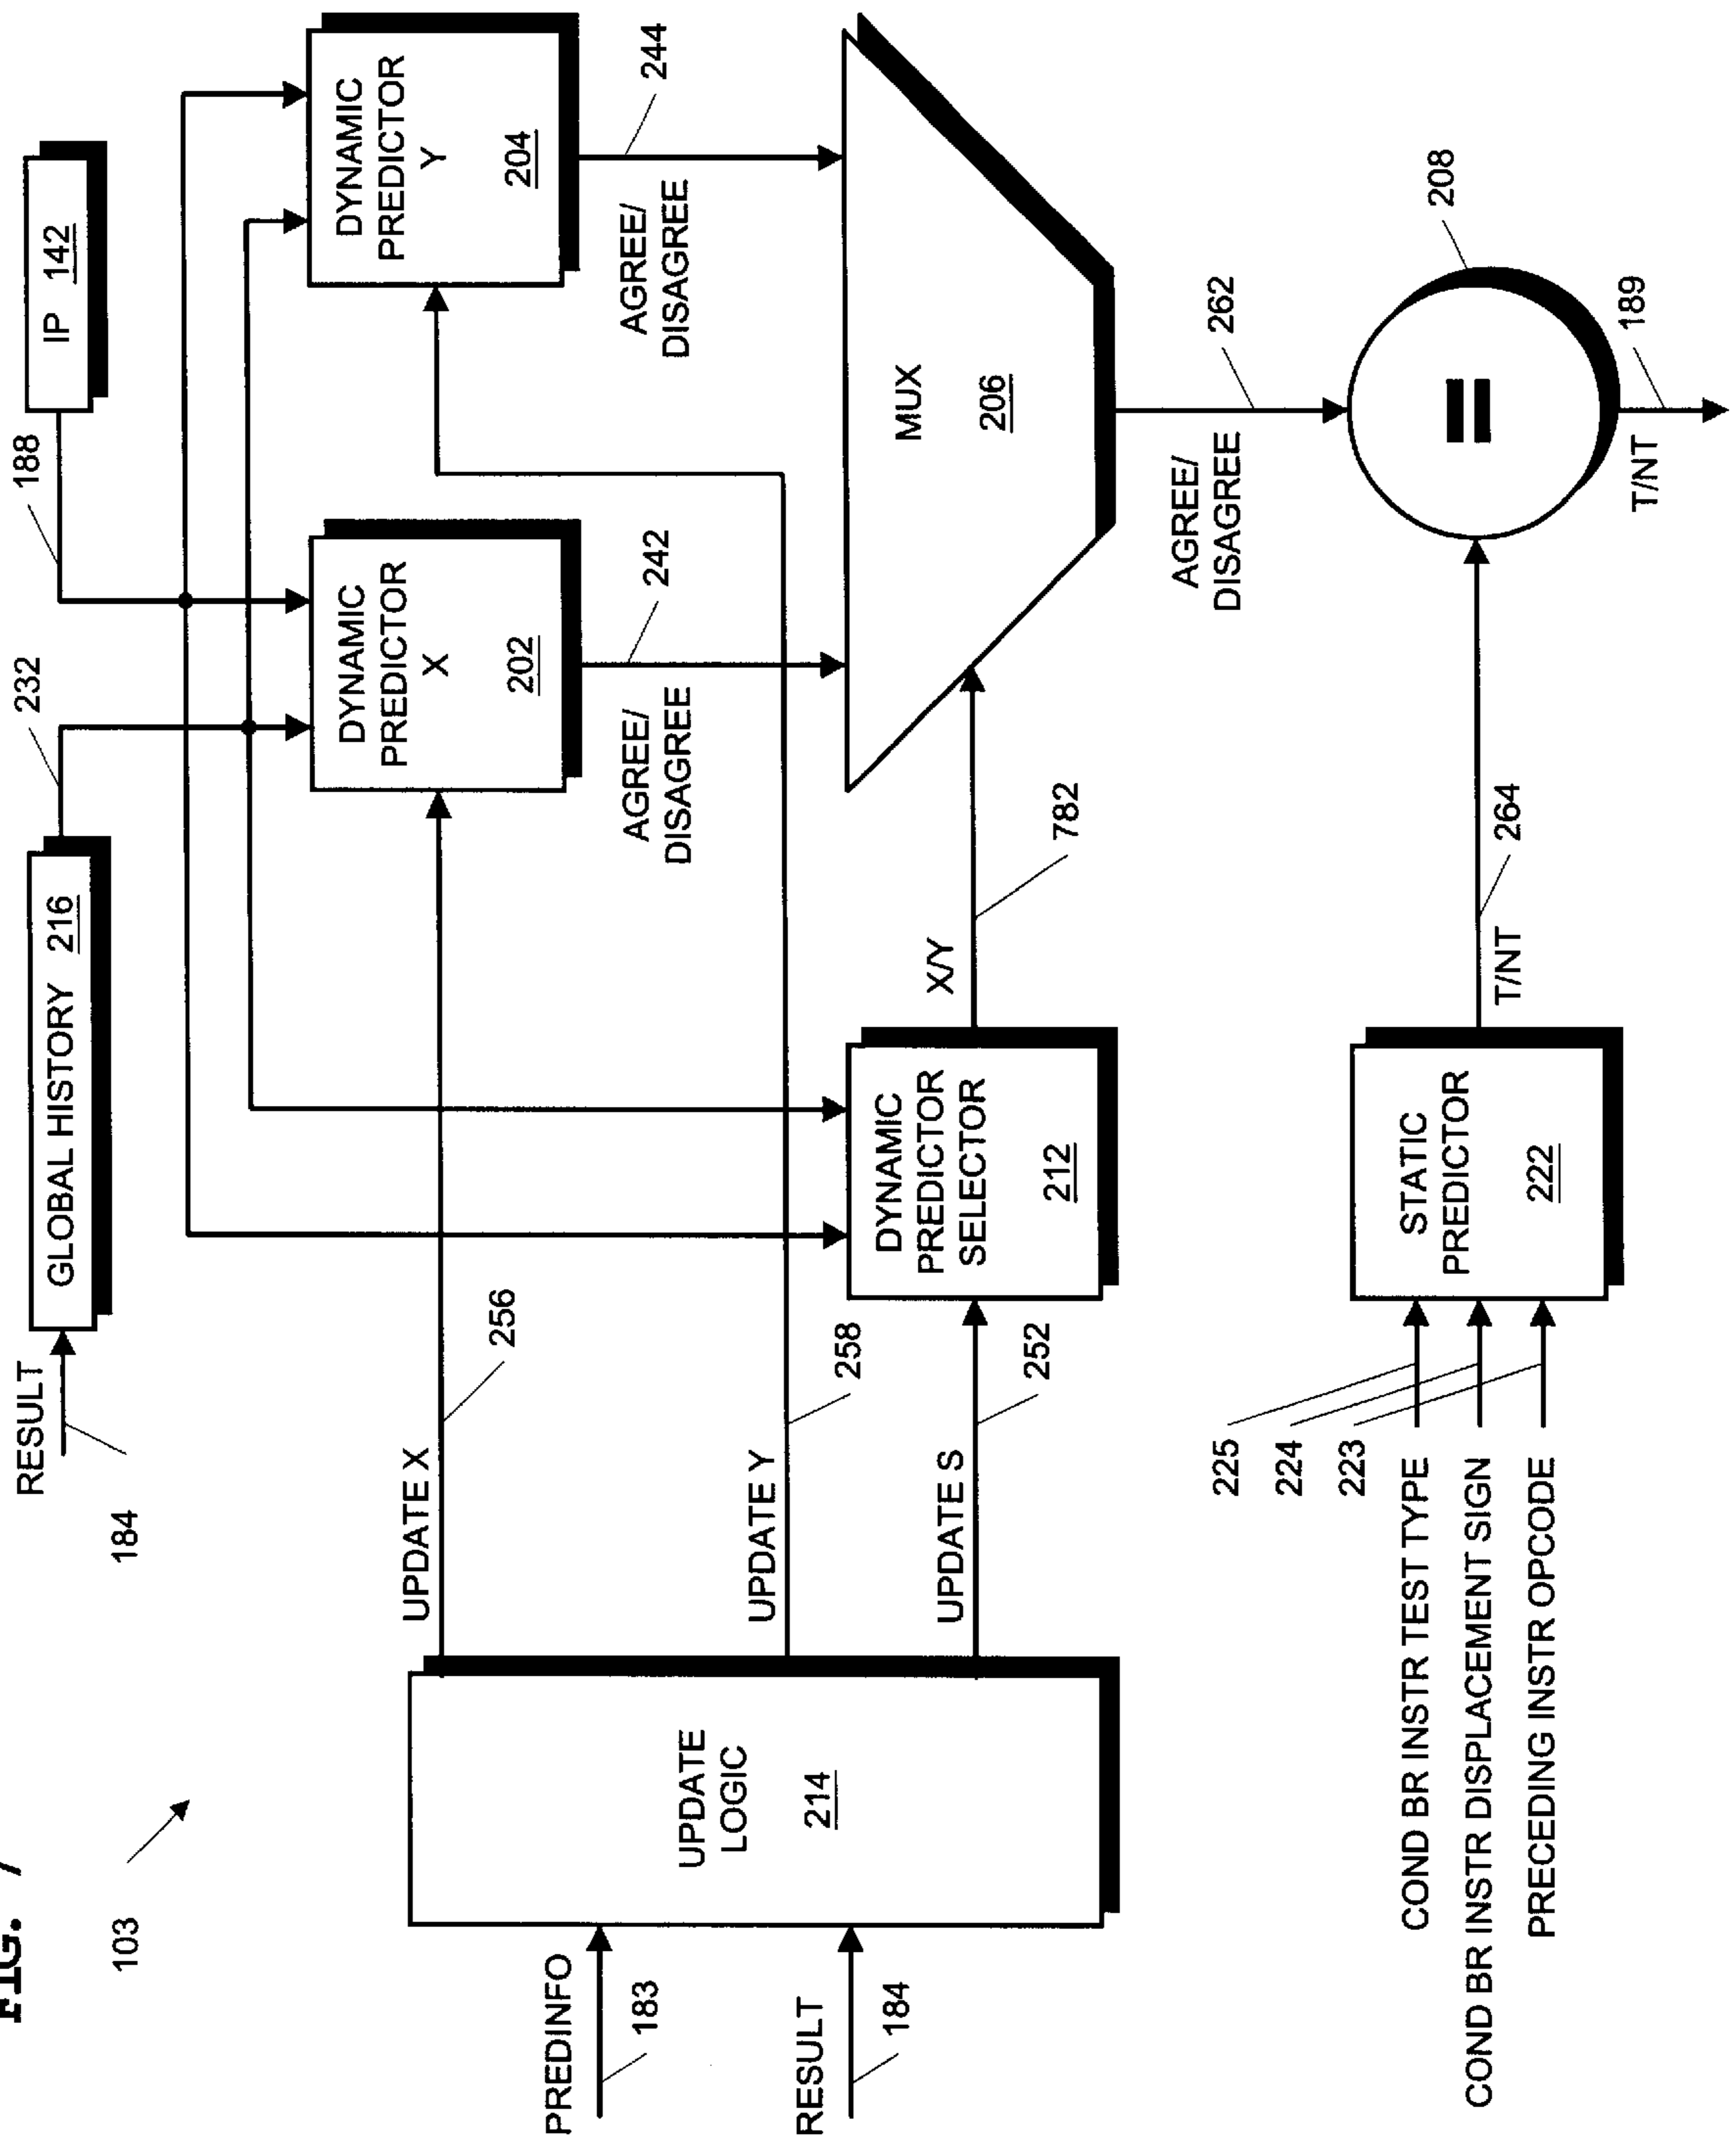 FIG. 7
103
RESULT
184
GLOBAL HISTORY 216
232
188
IP 142
DYNAMIC
PREDICTOR
X
202
DYNAMIC
PREDICTOR
Y
204
UPDATE X
256
UPDATE Y
258
UPDATE S
252
PREDINFO
183
RESULT
184
UPDATE
LOGIC
214
AGREE/
DISAGREE
242
AGREE/
DISAGREE
244
DYNAMIC
PREDICTOR
SELECTOR
212
X/Y
782
MUX
206
AGREE/
DISAGREE
262
225
224
223
COND BR INSTR TEST TYPE
COND BR INSTR DISPLACEMENT SIGN
PRECEDING INSTR OPCODE
STATIC
PREDICTOR
222
T/NT
264
=
208
T/NT
189